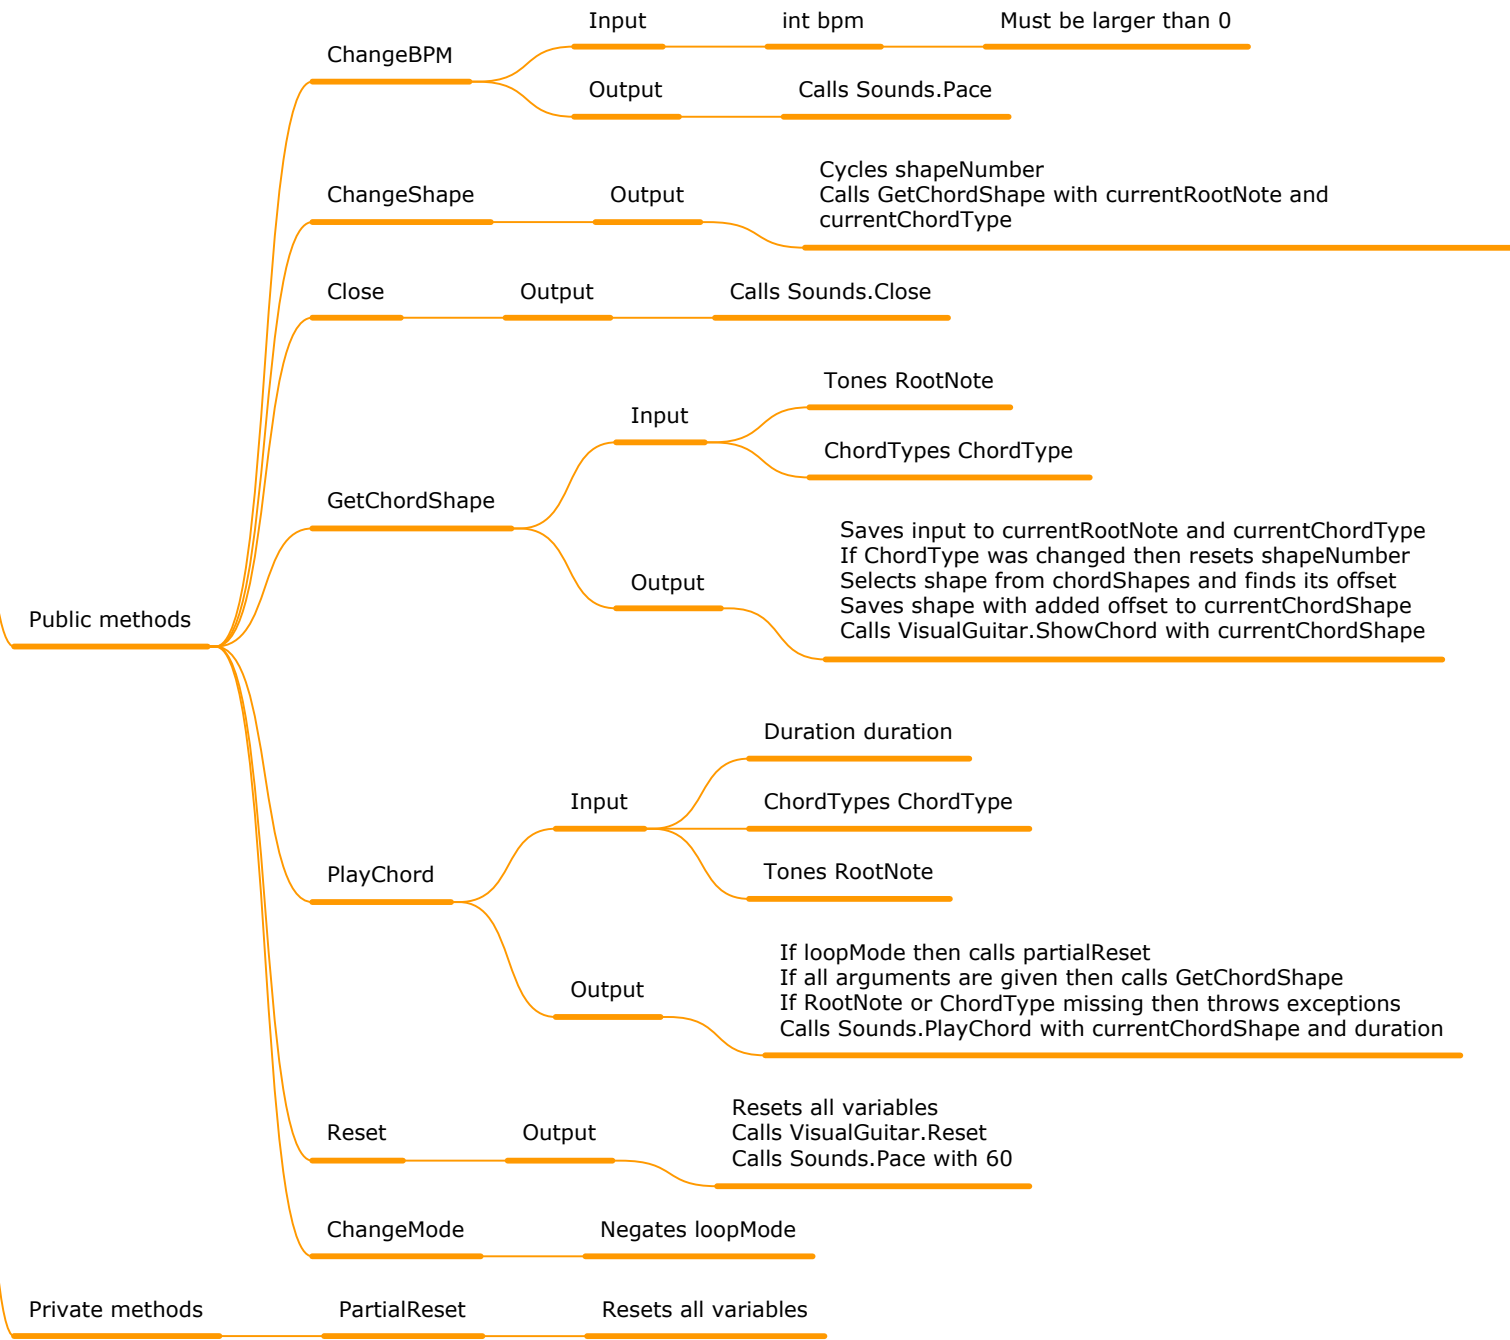 Public methods
ChangeBPM
Input
int bpm
Must be larger than 0
Output
Calls Sounds.Pace
ChangeShape
Output
Cycles shapeNumber
Calls GetChordShape with currentRootNote and
currentChordType
Close
Output
Calls Sounds.Close
GetChordShape
Input
Tones RootNote
ChordTypes ChordType
Output
Saves input to currentRootNote and currentChordType
If ChordType was changed then resets shapeNumber
Selects shape from chordShapes and finds its offset
Saves shape with added offset to currentChordShape
Calls VisualGuitar.ShowChord with currentChordShape
PlayChord
Input
Duration duration
ChordTypes ChordType
Tones RootNote
Output
If loopMode then calls partialReset
If all arguments are given then calls GetChordShape
If RootNote or ChordType missing then throws exceptions
Calls Sounds.PlayChord with currentChordShape and duration
Reset
Output
Resets all variables
Calls VisualGuitar.Reset
Calls Sounds.Pace with 60
ChangeMode
Negates loopMode
Private methods
PartialReset
Resets all variables